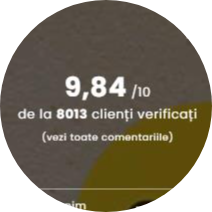 9,84 /10
de la 8013 clienți verificați
(vezi toate comentariile)